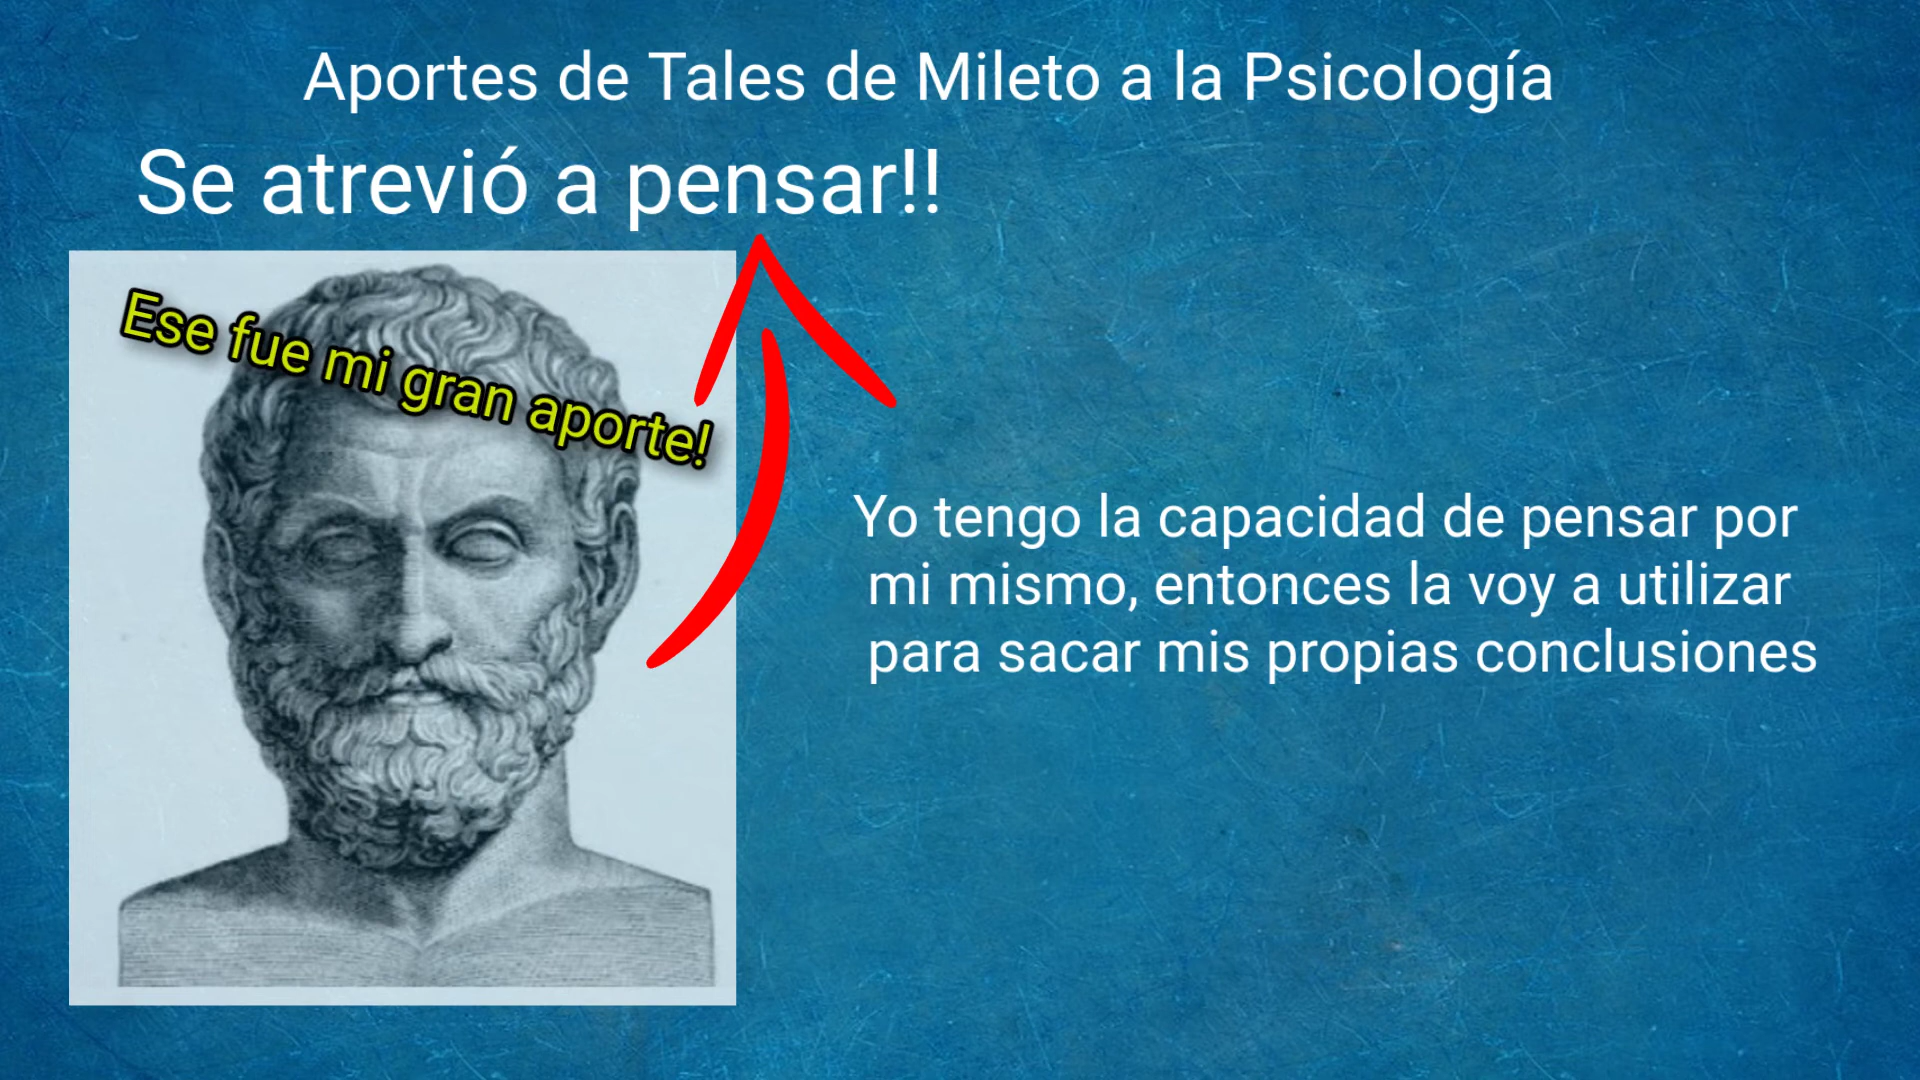 Aportes de Tales de Mileto a la Psicología
Se atrevió a pensar!!
Ese fue mi gran aporte!
Yo tengo la capacidad de pensar por
mi mismo, entonces la voy a utilizar
para sacar mis propias conclusiones